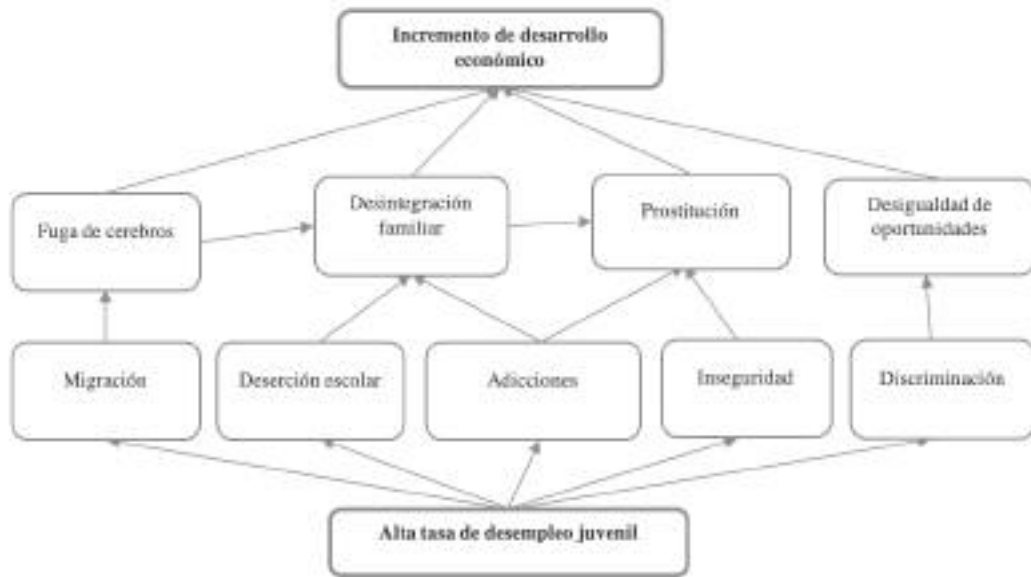 Incremento de desarrollo
económico
Fuga de cerebros
Desintegración
familiar
Prostitución
Desigualdad de
oportunidades
Migración
Deserción escolar
Adicciones
Inseguridad
Discriminación
Alta tasa de desempleo juvenil